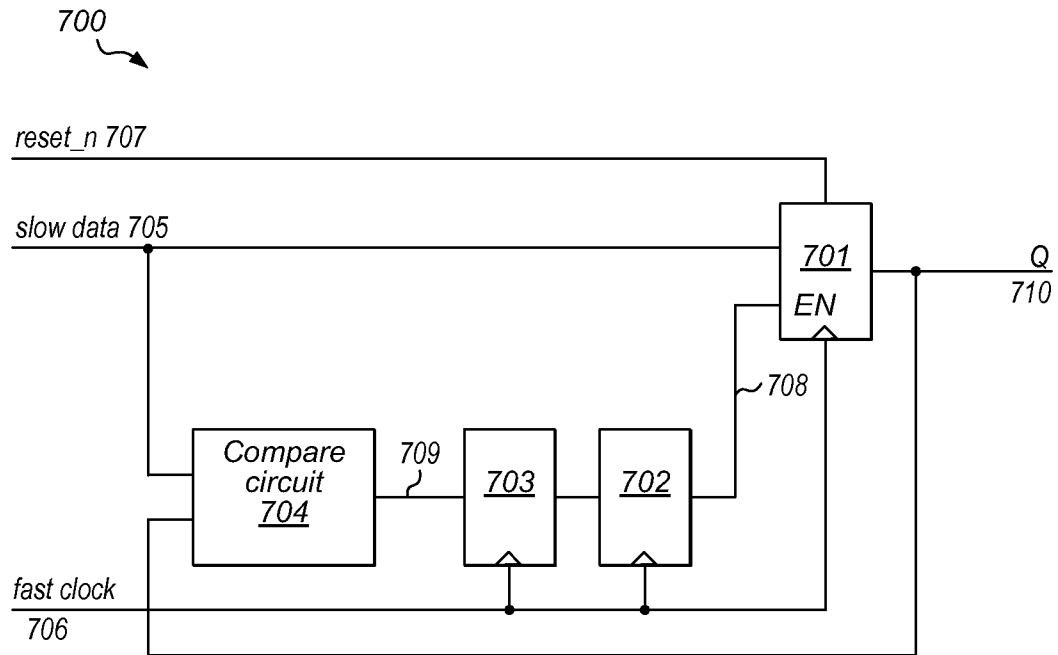 700
reset_n 707
slow data 705
701
EN
Q
710
708
Compare
circuit
704
709
703
702
fast clock
706